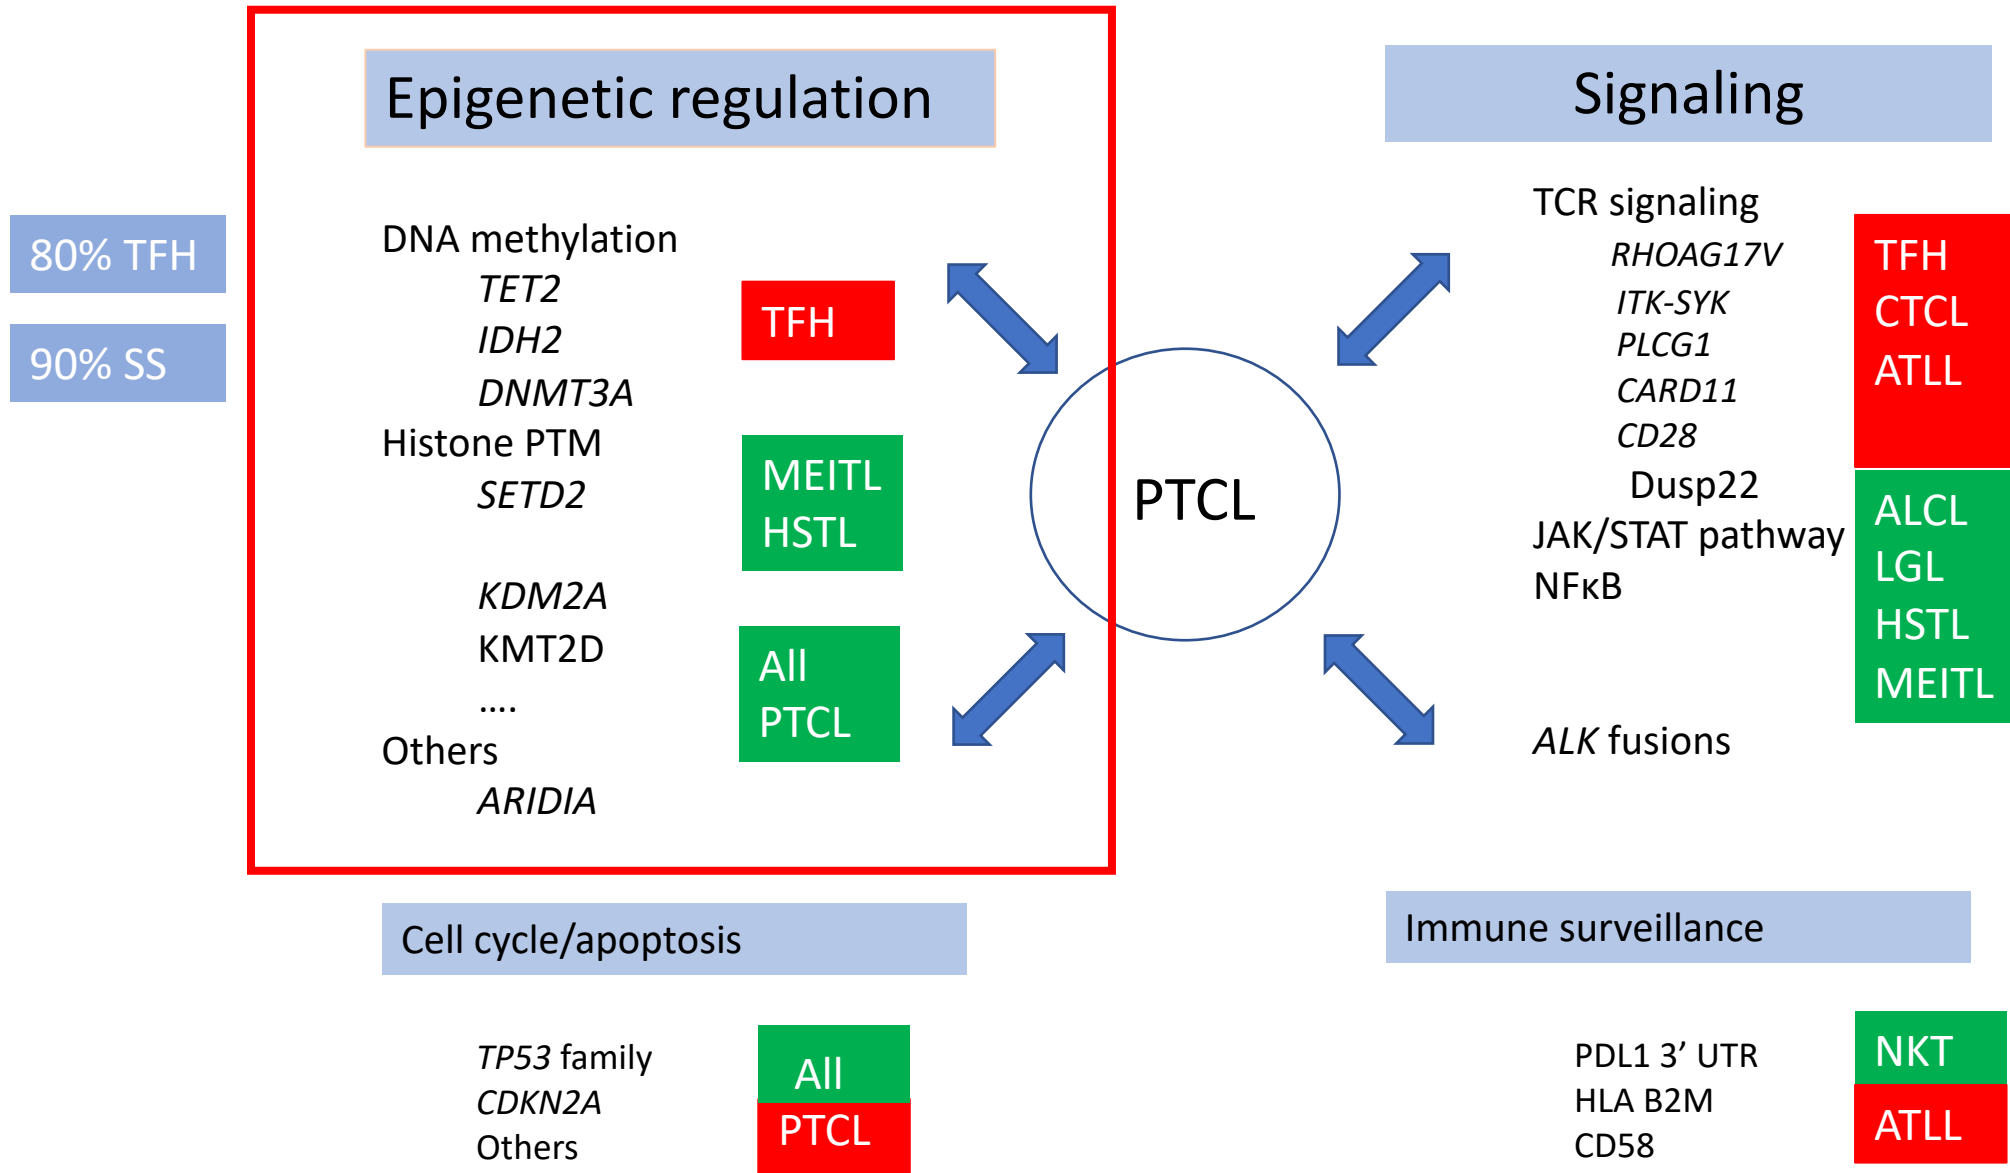 Epigenetic regulation
80% TFH
90% SS
DNA methylation
TET2
IDH2
DNMT3A
TFH
Histone PTM
SETD2
MEITL
HSTL
KDM2A
KMT2D
....
All
PTCL
Others
ARIDIA
PTCL
Signaling
TCR signaling
RHOAG17V
ITK-SYK
PLCG1
CARD11
CD28
Dusp22
TFH
CTCL
ATLL
JAK/STAT pathway
NFκB
ALCL
LGL
HSTL
MEITL
ALK fusions
Cell cycle/apoptosis
TP53 family
CDKN2A
Others
All
PTCL
Immune surveillance
PDL1 3’ UTR
HLA B2M
CD58
NKT
ATLL